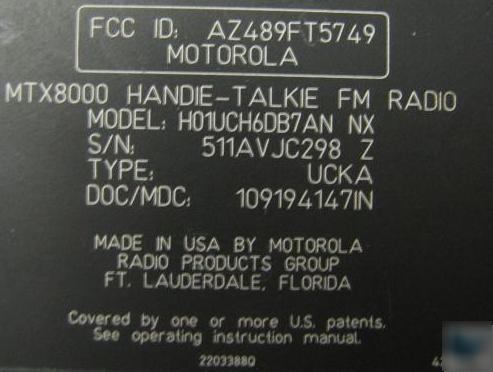 FCC ID: AZ489FT5749
MOTOROLA
MTX8000 HANDIE-TALKIE FM RADIO
MODEL: H01UCH6DB7AN NX
S/N: 511AVJC298 Z
TYPE: UCKA
DOC/MDC: 109194147IN
MADE IN USA BY MOTOROLA
RADIO PRODUCTS GROUP
FT. LAUDERDALE, FLORIDA
Covered by one or more U.S. patents.
See operating instruction manual.
22033880